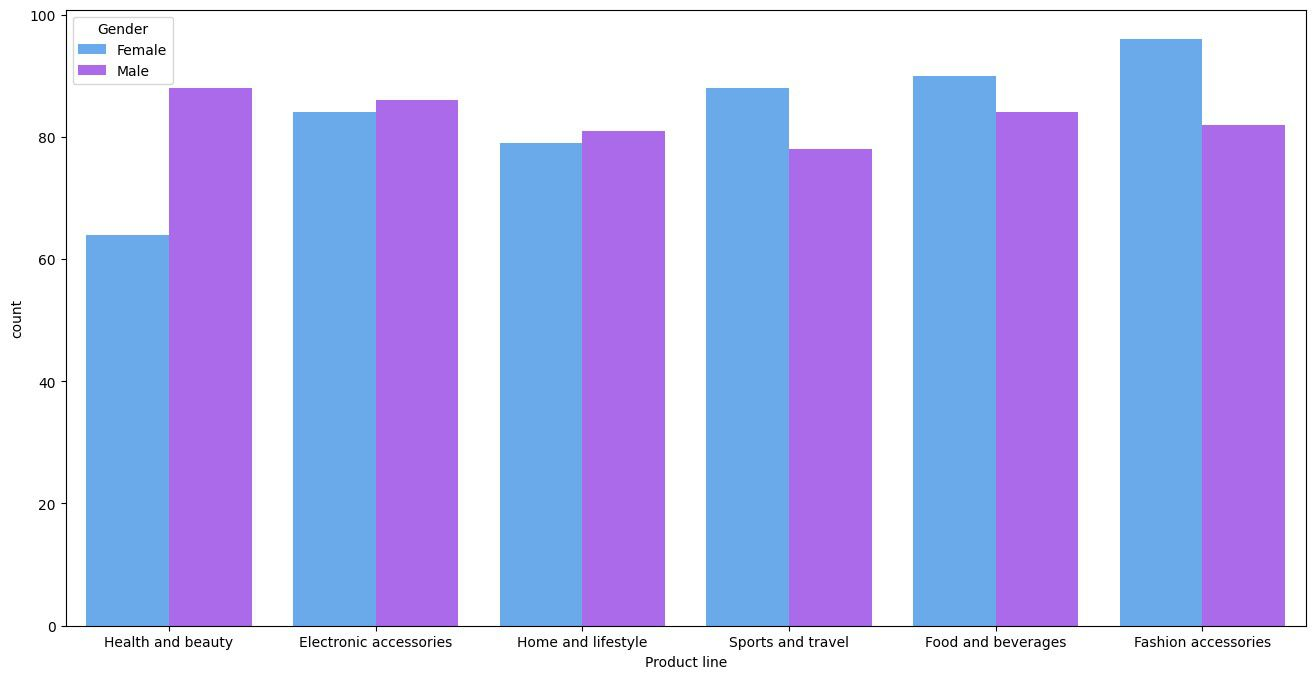 Gender
Female
Male
100
80
60
40
20
0
count
Health and beauty
Electronic accessories
Home and lifestyle
Sports and travel
Food and beverages
Fashion accessories
Product line